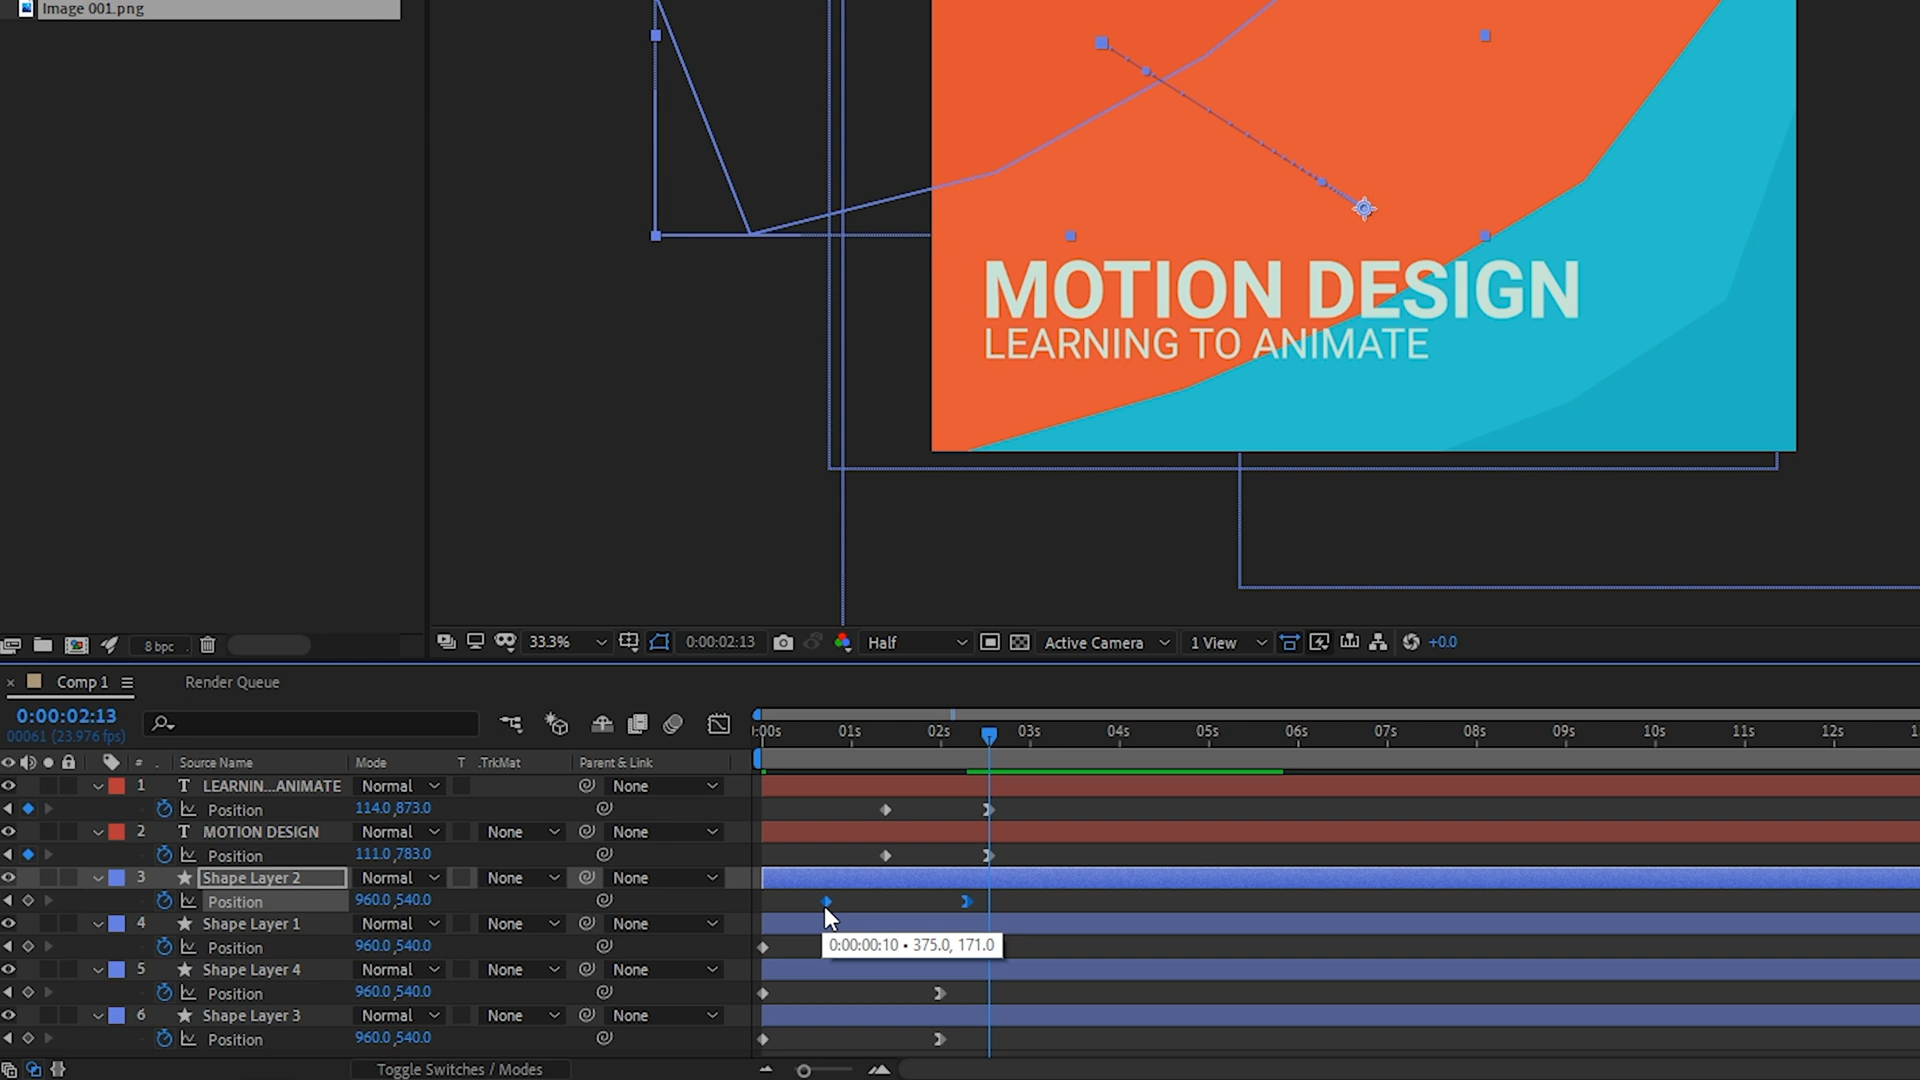 Image 001.png
MOTION DESIGN
LEARNING TO ANIMATE
8 bpc
33.3%
0:00:02:13
Half
Active Camera
1 View
+0.0
Comp 1
Render Queue
0:00:02:13
00061 (23.976 fps)
:00s 01s 02s 03s 04s 05s 06s 07s 08s 09s 10s 11s 12s
# Source Name Mode T .TrkMat Parent & Link
1 T LEARNIN...ANIMATE Normal None
Position 114.0,873.0
2 T MOTION DESIGN Normal None None
Position 111.0,783.0
3 Shape Layer 2 Normal None None
Position 960.0,540.0
4 Shape Layer 1 Normal None None
Position 960.0,540.0
0:00:00:10 • 375.0, 171.0
5 Shape Layer 4 Normal None None
Position 960.0,540.0
6 Shape Layer 3 Normal None None
Position 960.0,540.0
Toggle Switches / Modes